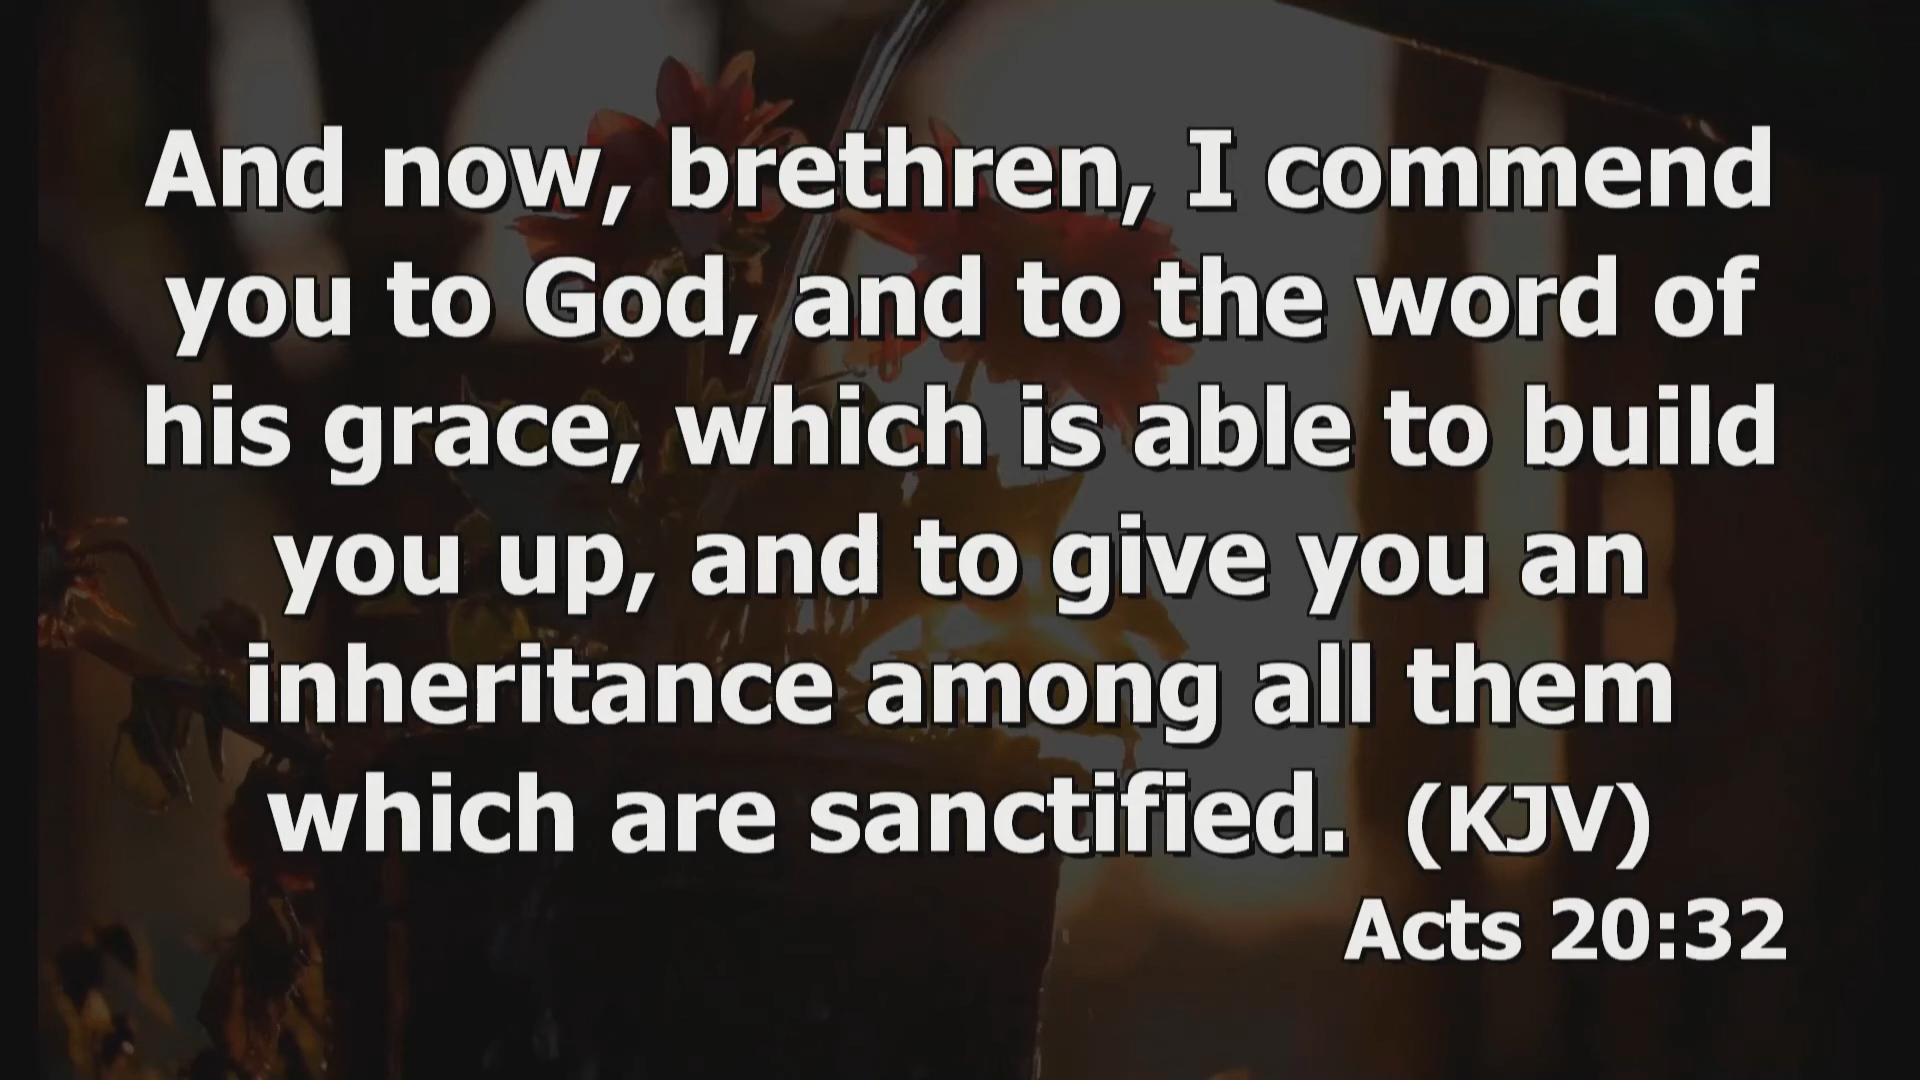 And now, brethren, I commend
you to God, and to the word of
his grace, which is able to build
you up, and to give you an
inheritance among all them
which are sanctified. (KJV)
Acts 20:32